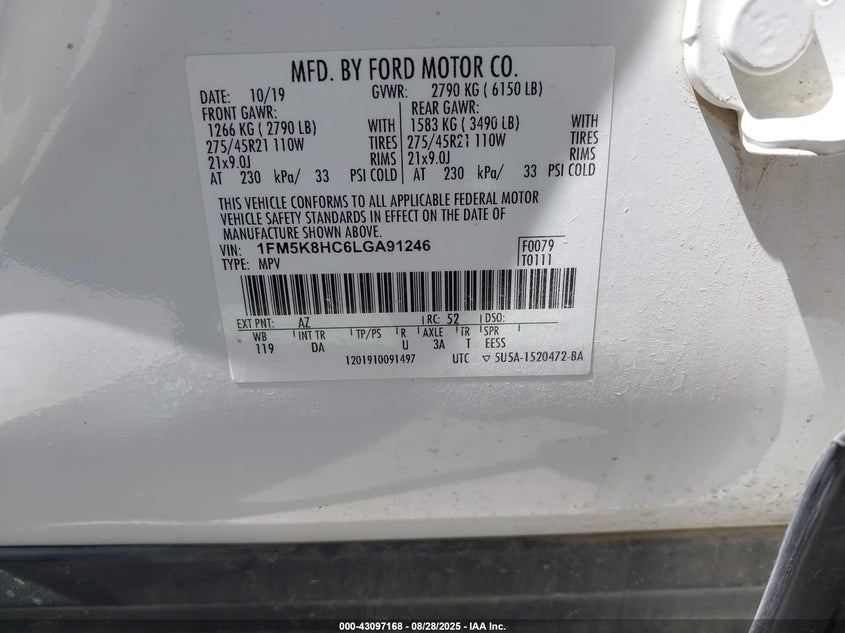 MFD. BY FORD MOTOR CO.
DATE: 10/19 GVWR: 2790 KG ( 6150 LB)
FRONT GAWR: REAR GAWR:
1266 KG ( 2790 LB) WITH 1583 KG ( 3490 LB) WITH
275/45R21 110W TIRES 275/45R21 110W TIRES
21x9.0J RIMS 21x9.0J RIMS
AT 230 kPa/ 33 PSI COLD AT 230 kPa/ 33 PSI COLD
THIS VEHICLE CONFORMS TO ALL APPLICABLE FEDERAL MOTOR
VEHICLE SAFETY STANDARDS IN EFFECT ON THE DATE OF
MANUFACTURE SHOWN ABOVE.
VIN: 1FM5K8HC6LGA91246 F0079
TYPE: MPV T0111
EXT PNT: AZ RC: 52 DSO:
WB INT TR TP/PS R AXLE TR SPR
119 DA U 3A T EESS
1201910091497 UTC ▽ 5U5A-1520472-BA
000-43097168 - 08/28/2025 - IAA Inc.